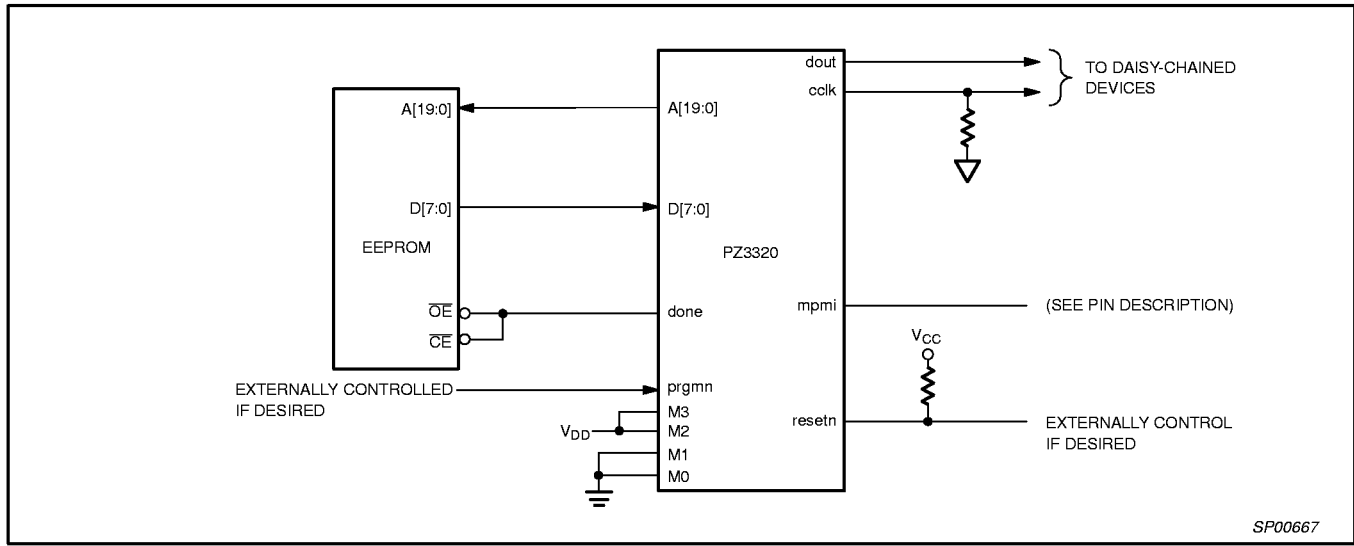 dout
TO DAISY-CHAINED
DEVICES
cclk
A[19:0]
A[19:0]
D[7:0]
D[7:0]
EEPROM
PZ3320
OE
done
mpmi
(SEE PIN DESCRIPTION)
CE
VCC
EXTERNALLY CONTROLLED
IF DESIRED
prgmn
M3
VDD
M2
resetn
EXTERNALLY CONTROL
IF DESIRED
M1
M0
SP00667